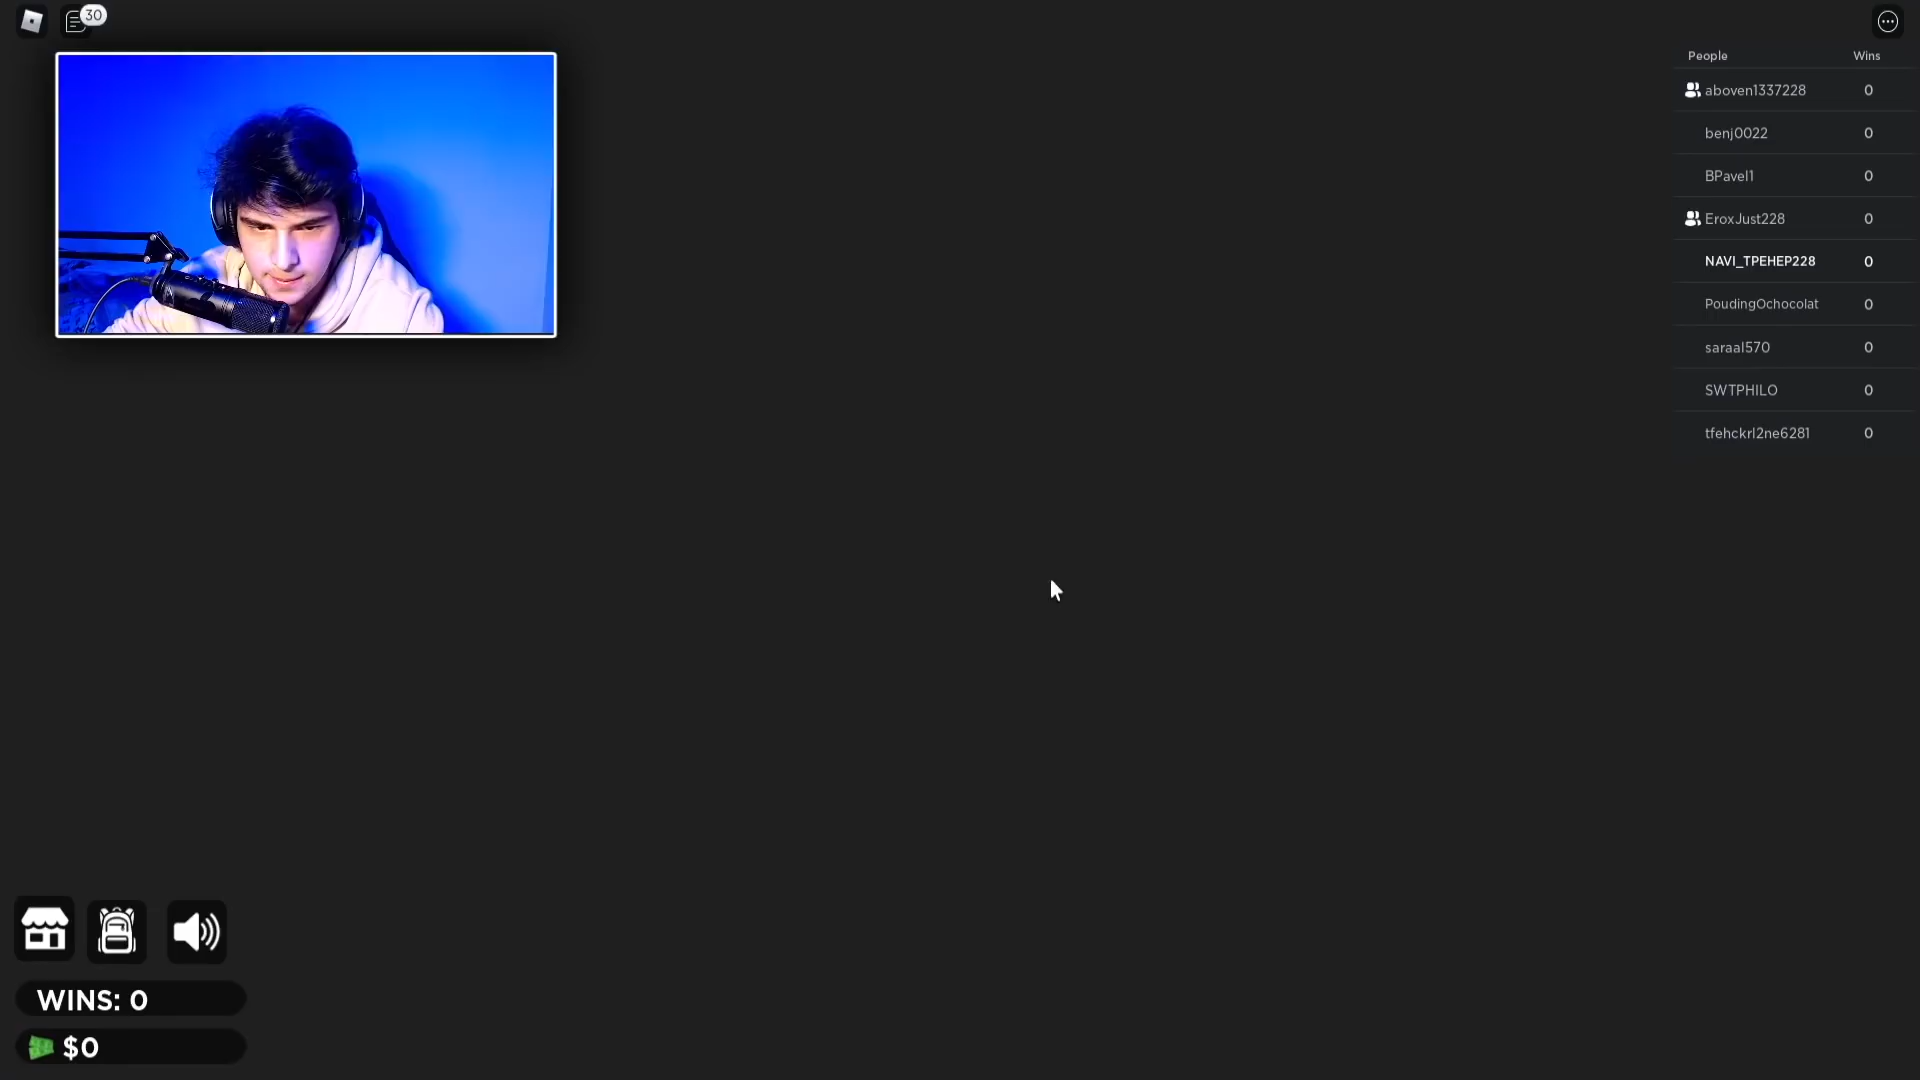 30
People Wins
aboven1337228 0
benj0022 0
BPavel1 0
EroxJust228 0
NAVI_TPEHEP228 0
PoudingOchocolat 0
saraal570 0
SWTPHILO 0
tfehckrl2ne6281 0
WINS: 0
$0